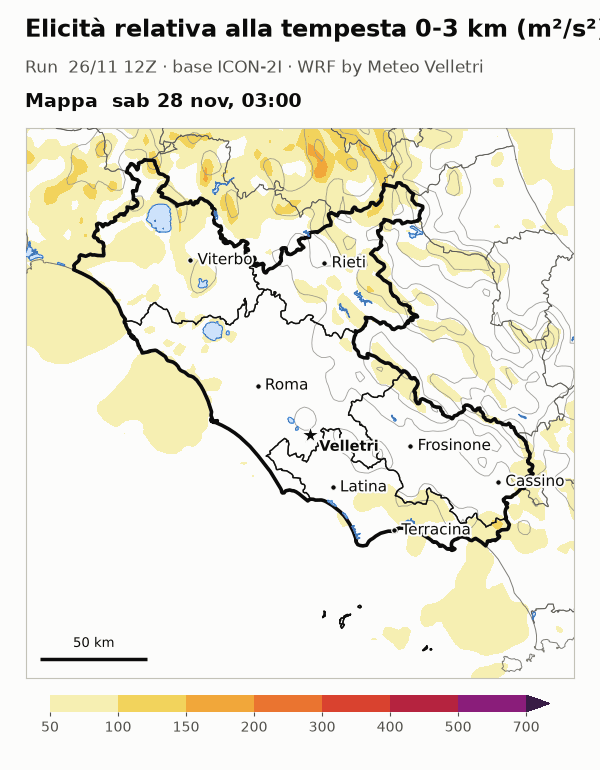 Elicità relativa alla tempesta 0-3 km (m²/s²)
Run 26/11 12Z · base ICON-2I · WRF by Meteo Velletri
Mappa sab 28 nov, 03:00
Viterbo
Rieti
Roma
Velletri
Frosinone
Latina
Cassino
Terracina
50 km
50 100 150 200 300 400 500 700